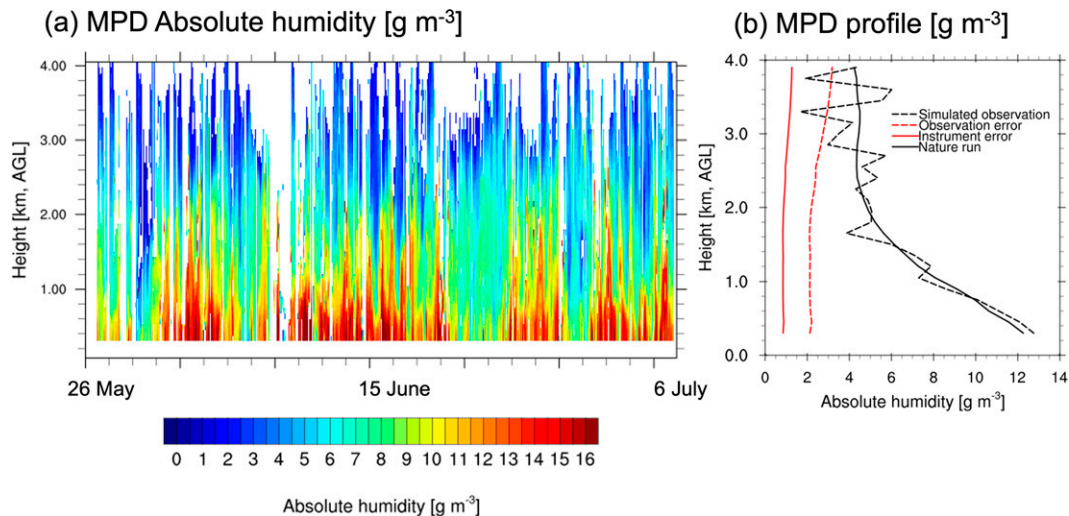 (a) MPD Absolute humidity [g m-3]
4.00
3.00
2.00
1.00
Height [km, AGL]
26 May
15 June
6 July
0 1 2 3 4 5 6 7 8 9 10 11 12 13 14 15 16
Absolute humidity [g m-3]
(b) MPD profile [g m-3]
4.0
3.0
2.0
1.0
0.0
Height [km, AGL]
Simulated observation
Observation error
Instrument error
Nature run
0 2 4 6 8 10 12 14
Absolute humidity [g m-3]